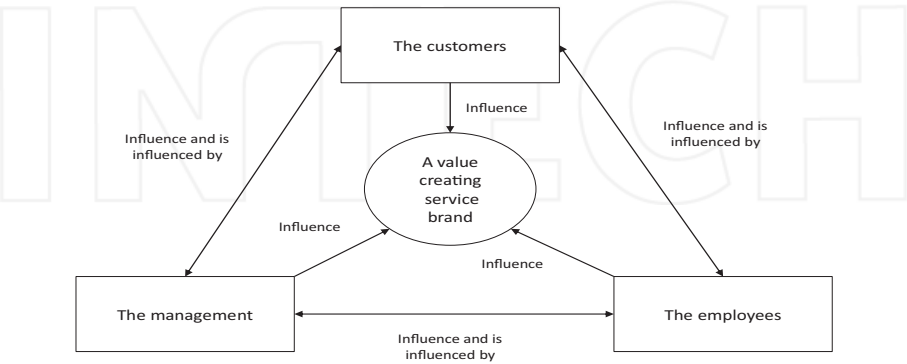 INTECH
The customers
Influence
Influence and is
influenced by
Influence and is
influenced by
A value
creating
service
brand
Influence
Influence
The management
The employees
Influence and is
influenced by